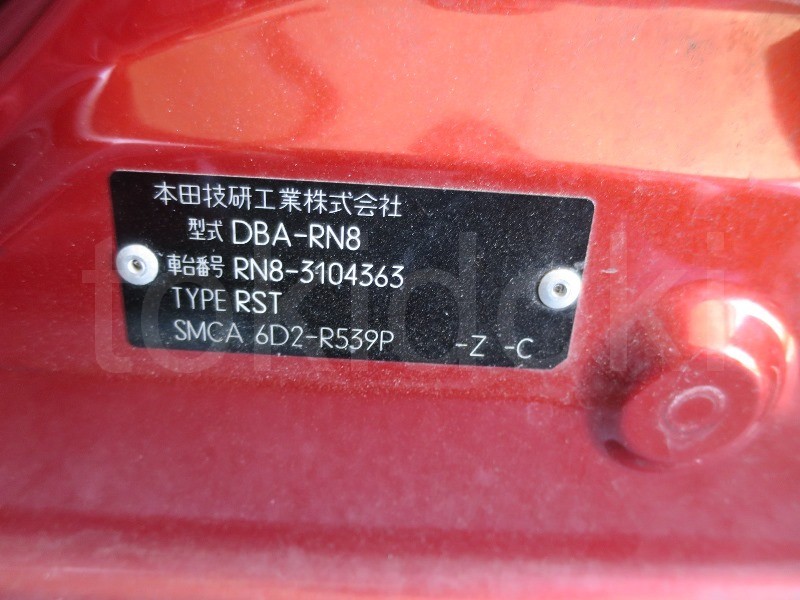 本田技研工業株式会社
型式 DBA-RN8
車台番号 RN8-3104363
TYPE RST
SMCA 6D2-R539P -Z -C
tokidoki